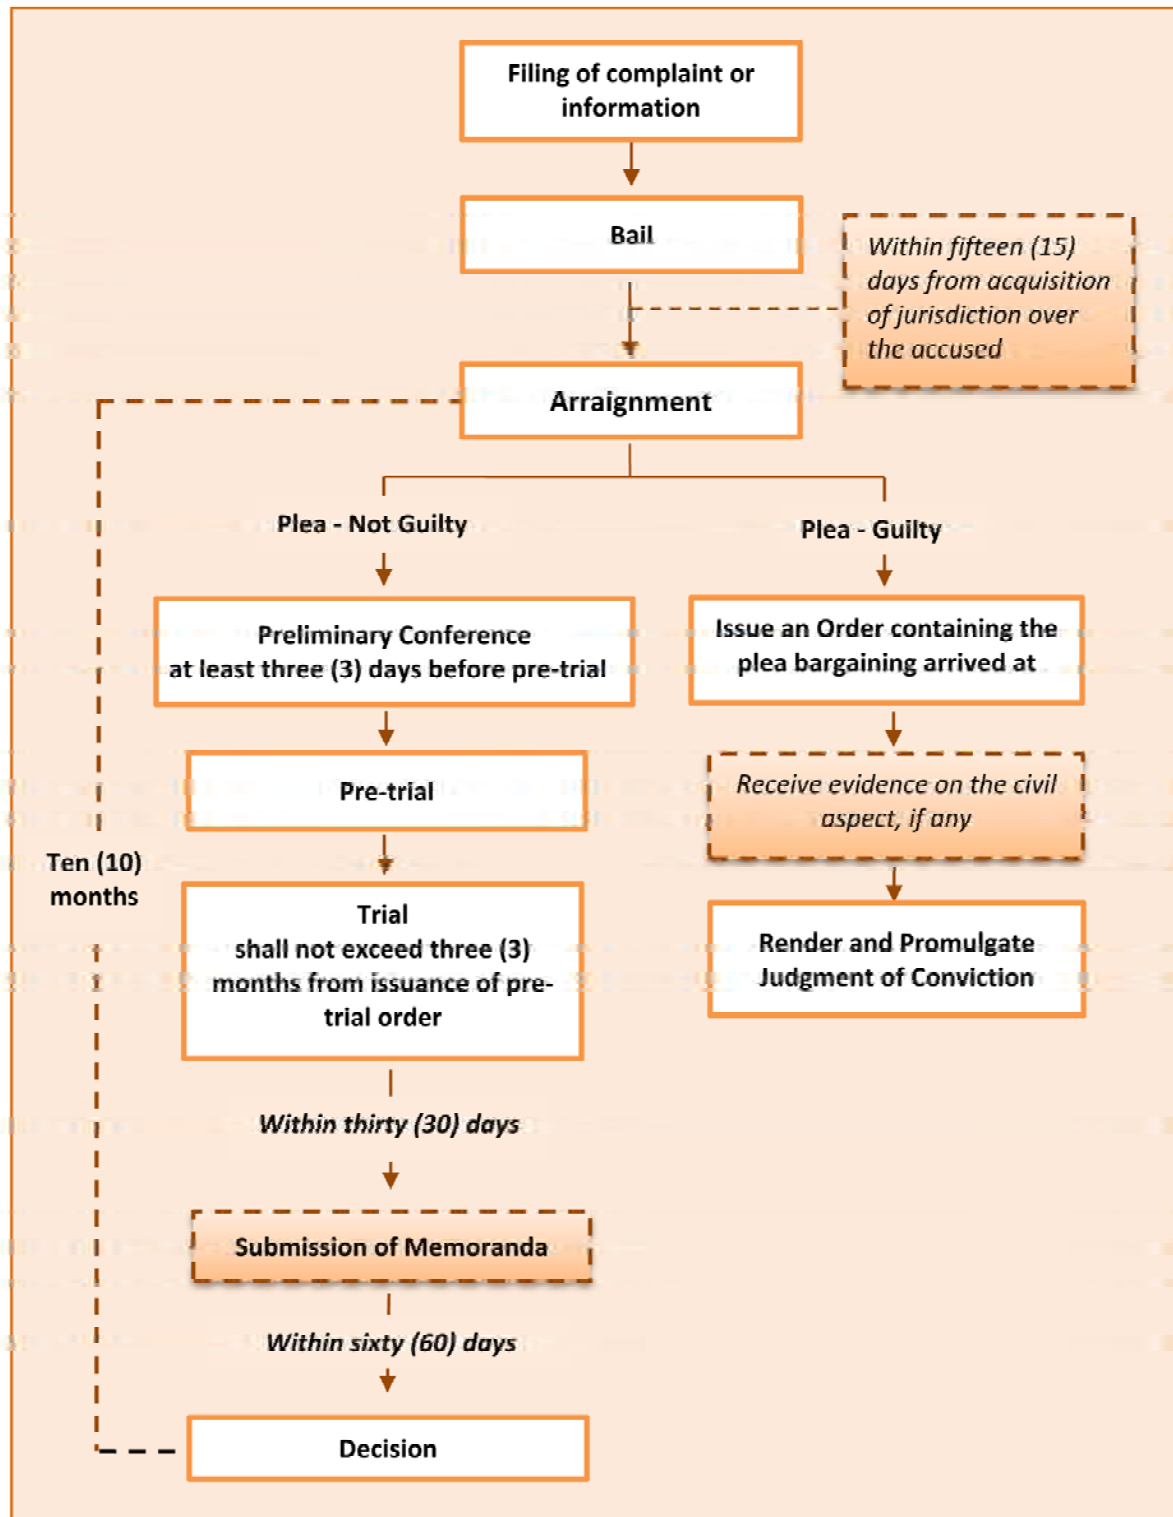 Filing of complaint or
information
Bail
Within fifteen (15)
days from acquisition
of jurisdiction over
the accused
Arraignment
Plea - Not Guilty
Plea - Guilty
Preliminary Conference
at least three (3) days before pre-trial
Issue an Order containing the
plea bargaining arrived at
Pre-trial
Receive evidence on the civil
aspect, if any
Ten (10)
months
Trial
shall not exceed three (3)
months from issuance of pre-
trial order
Render and Promulgate
Judgment of Conviction
Within thirty (30) days
Submission of Memoranda
Within sixty (60) days
Decision